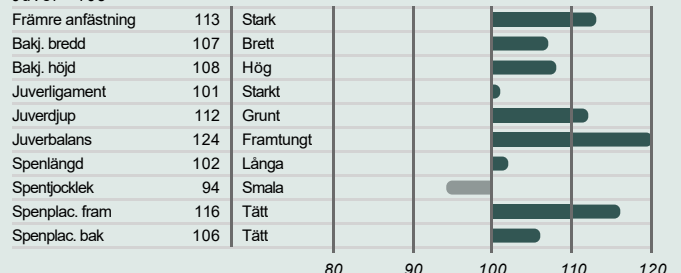 Främre anfästning 113 Stark
Bakj. bredd 107 Brett
Bakj. höjd 108 Hög
Juverligament 101 Starkt
Juverdjup 112 Grunt
Juverbalans 124 Framtungt
Spenlängd 102 Långa
Spentjocklek 94 Smala
Spenplac. fram 116 Tätt
Spenplac. bak 106 Tätt
80 90 100 110 120